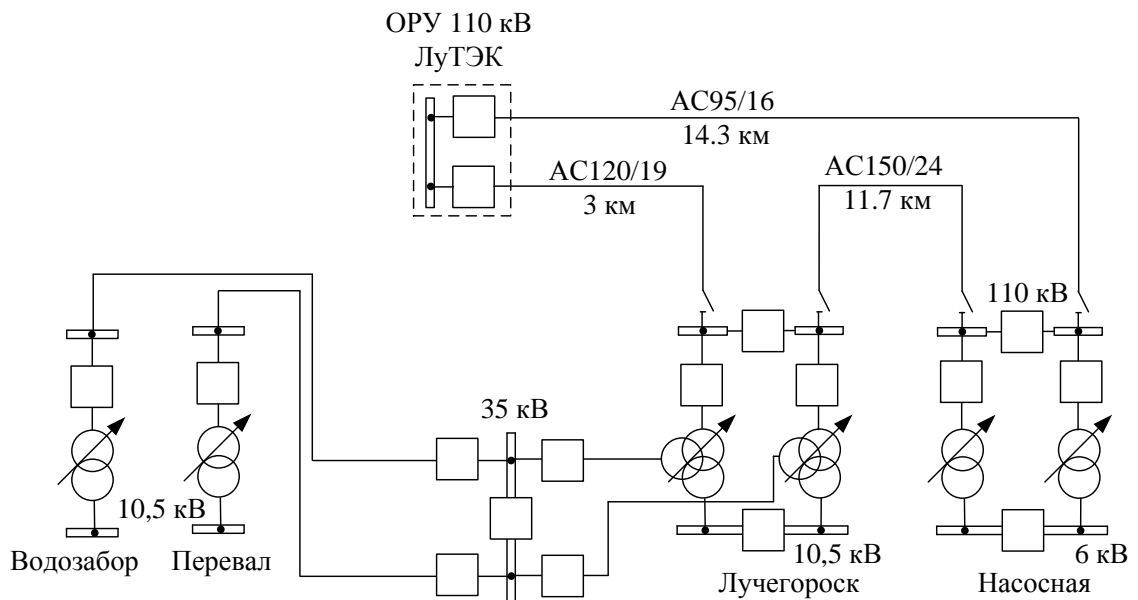 ОРУ 110 кВ
ЛуТЭК
АС95/16
14.3 км
АС120/19
3 км
АС150/24
11.7 км
110 кВ
35 кВ
10,5 кВ
10,5 кВ
6 кВ
Водозабор
Перевал
Лучегороск
Насосная